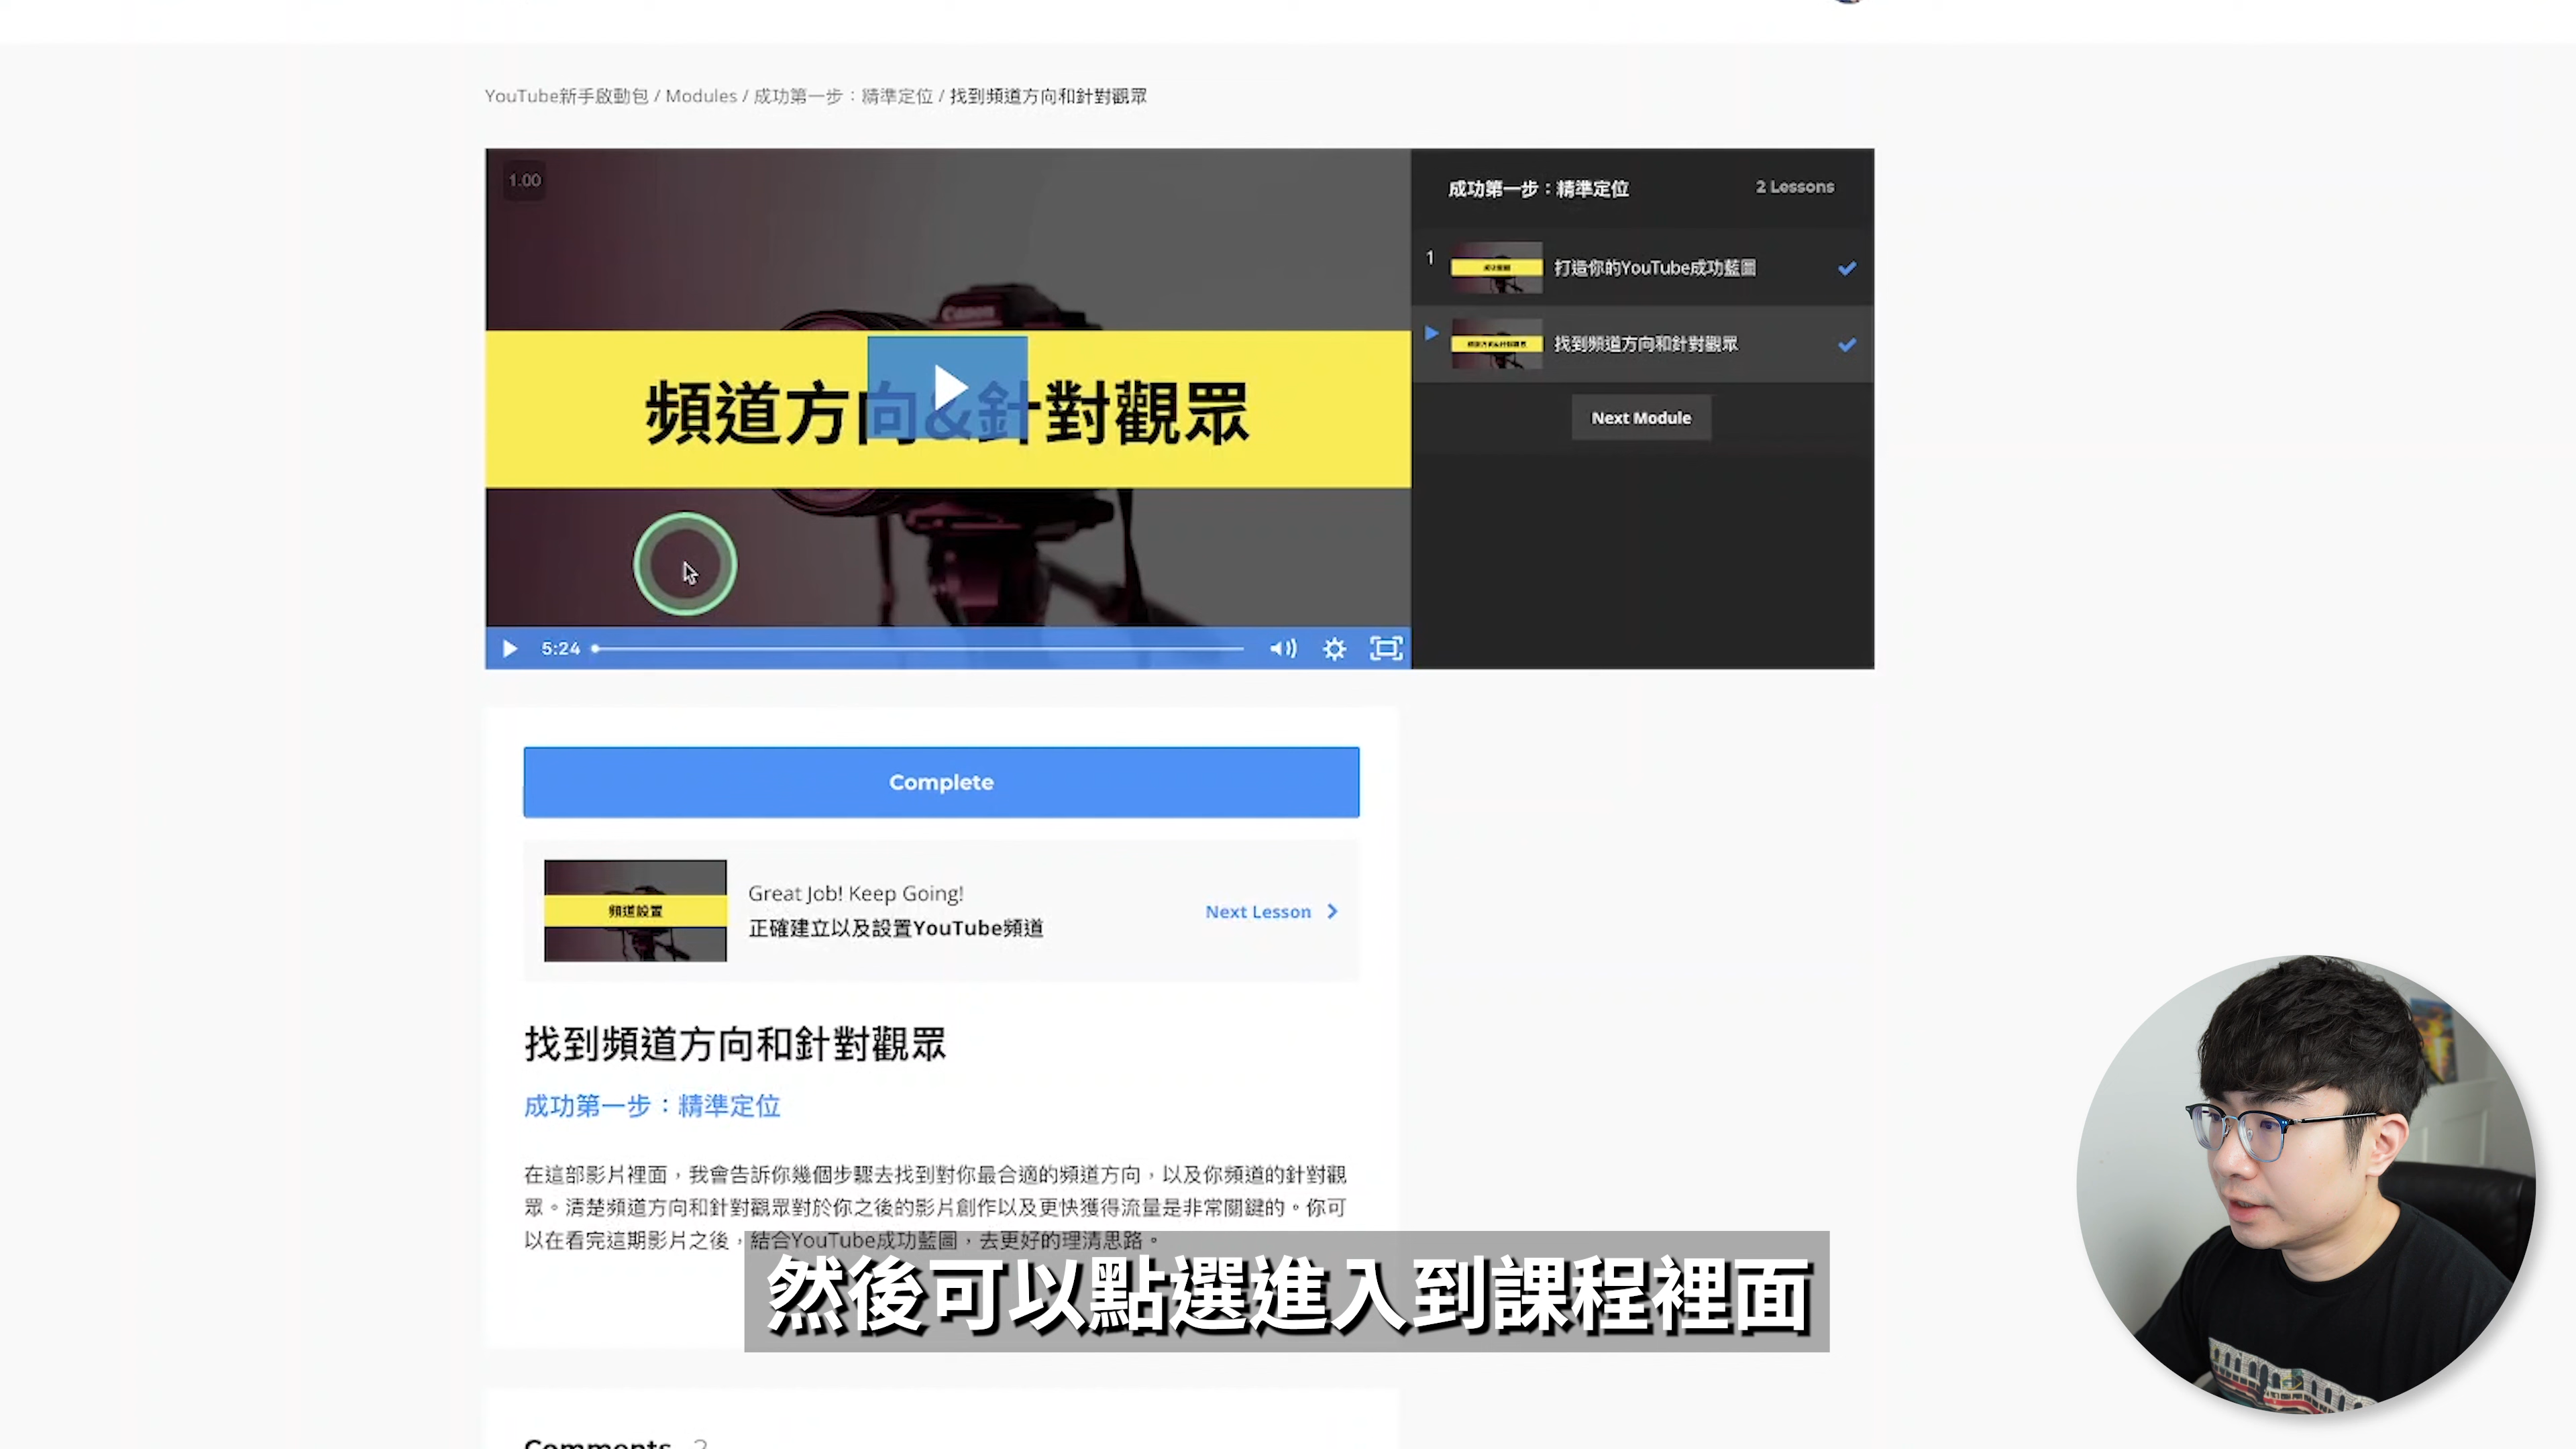 YouTube新手啟動包 / Modules / 成功第一步：精準定位 / 找到頻道方向和針對觀眾
1.00
Canon
頻道方向&針對觀眾
5:24
成功第一步：精準定位 2 Lessons
1 打造你的YouTube成功藍圖
找到頻道方向和針對觀眾
Next Module
Complete
頻道設置
Great Job! Keep Going!
正確建立以及設置YouTube頻道
Next Lesson
找到頻道方向和針對觀眾
成功第一步：精準定位
在這部影片裡面，我會告訴你幾個步驟去找到對你最合適的頻道方向，以及你頻道的針對觀
眾。清楚頻道方向和針對觀眾對於你之後的影片創作以及更快獲得流量是非常關鍵的。你可
以在看完這期影片之後，結合YouTube成功藍圖，去更好的理清思路。
然後可以點選進入到課程裡面
Comments 2